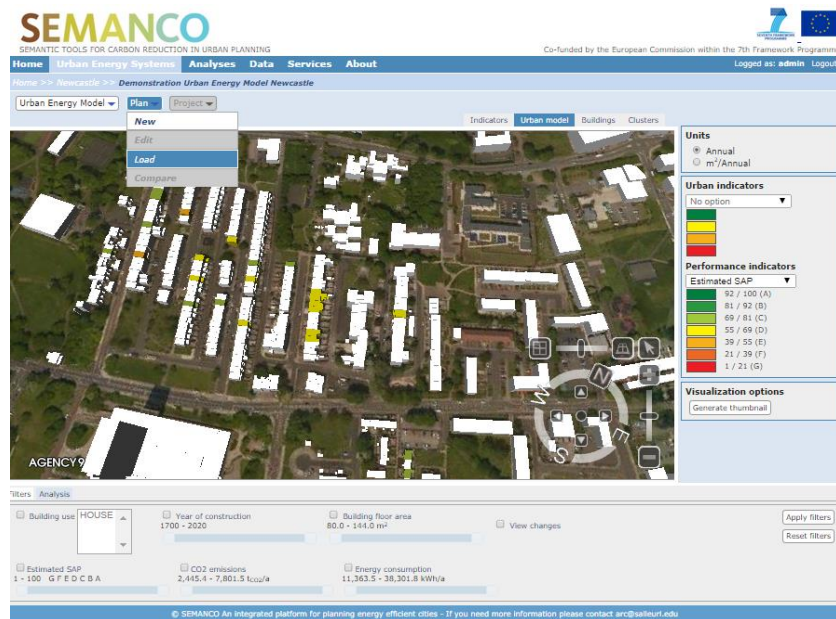 SEMANCO
SEMANTIC TOOLS FOR CARBON REDUCTION IN URBAN PLANNING
SEVENTH FRAMEWORK PROGRAMME
Co-funded by the European Commission within the 7th Framework Programme
Home Urban Energy Systems Analyses Data Services About
Logged as: admin Logout
Home >> Newcastle >> Demonstration Urban Energy Model Newcastle
Urban Energy Model Plan Project
New
Edit
Load
Compare
Indicators Urban model Buildings Clusters
N
W
E
S
AGENCY9
Units
Annual
m²/Annual
Urban indicators
No option
Performance indicators
Estimated SAP
92 / 100 (A)
81 / 92 (B)
69 / 81 (C)
55 / 69 (D)
39 / 55 (E)
21 / 39 (F)
1 / 21 (G)
Visualization options
Generate thumbnail
Filters Analysis
Building use HOUSE
Year of construction
1700 - 2020
Building floor area
80.0 - 144.0 m²
View changes
Apply filters
Reset filters
Estimated SAP
1 - 100 G F E D C B A
CO2 emissions
2,445.4 - 7,801.5 tCO2/a
Energy consumption
11,363.5 - 38,301.8 kWh/a
© SEMANCO An integrated platform for planning energy efficient cities - If you need more information please contact arc@salleurl.edu